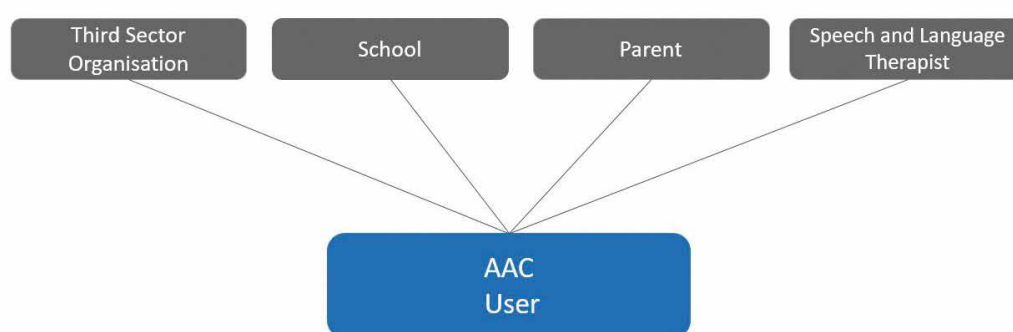 Third Sector
Organisation
School
Parent
Speech and Language
Therapist
AAC
User